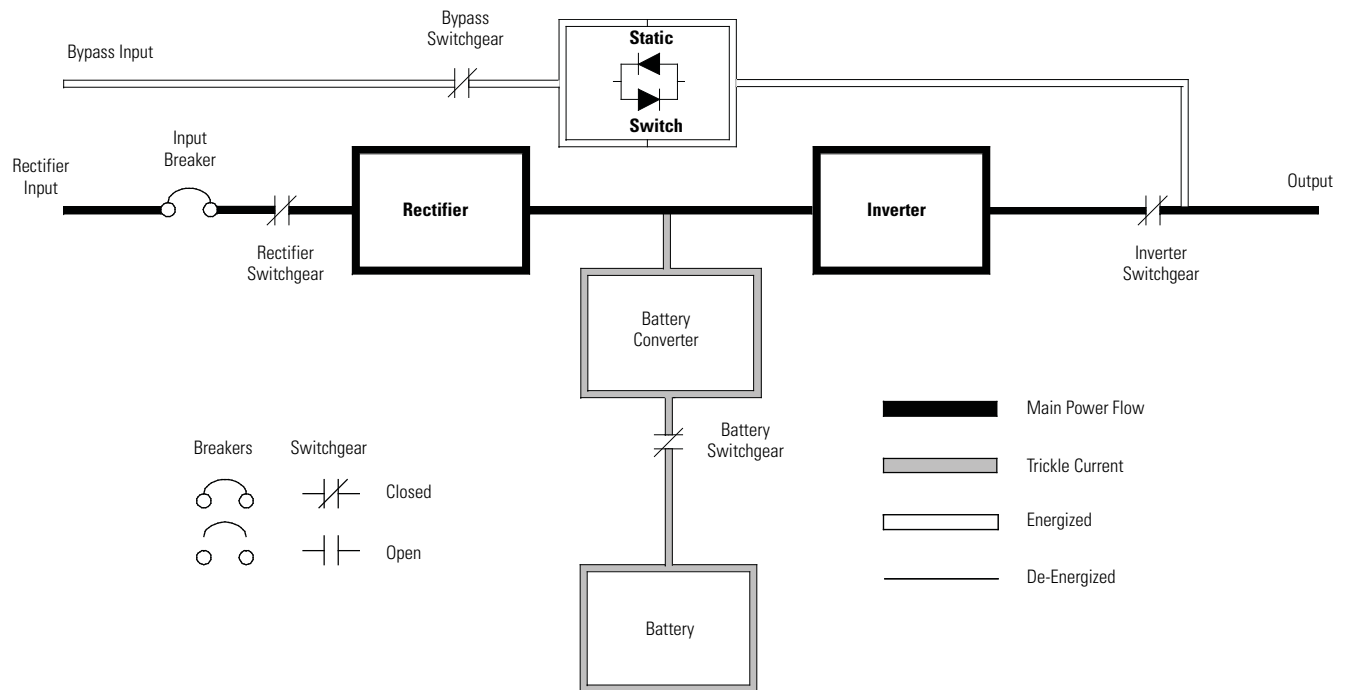 Bypass Input
Bypass
Switchgear
Static
Switch
Rectifier
Input
Input
Breaker
Rectifier
Switchgear
Rectifier
Inverter
Inverter
Switchgear
Output
Battery
Converter
Battery
Switchgear
Battery
Breakers
Switchgear
Closed
Open
Main Power Flow
Trickle Current
Energized
De-Energized